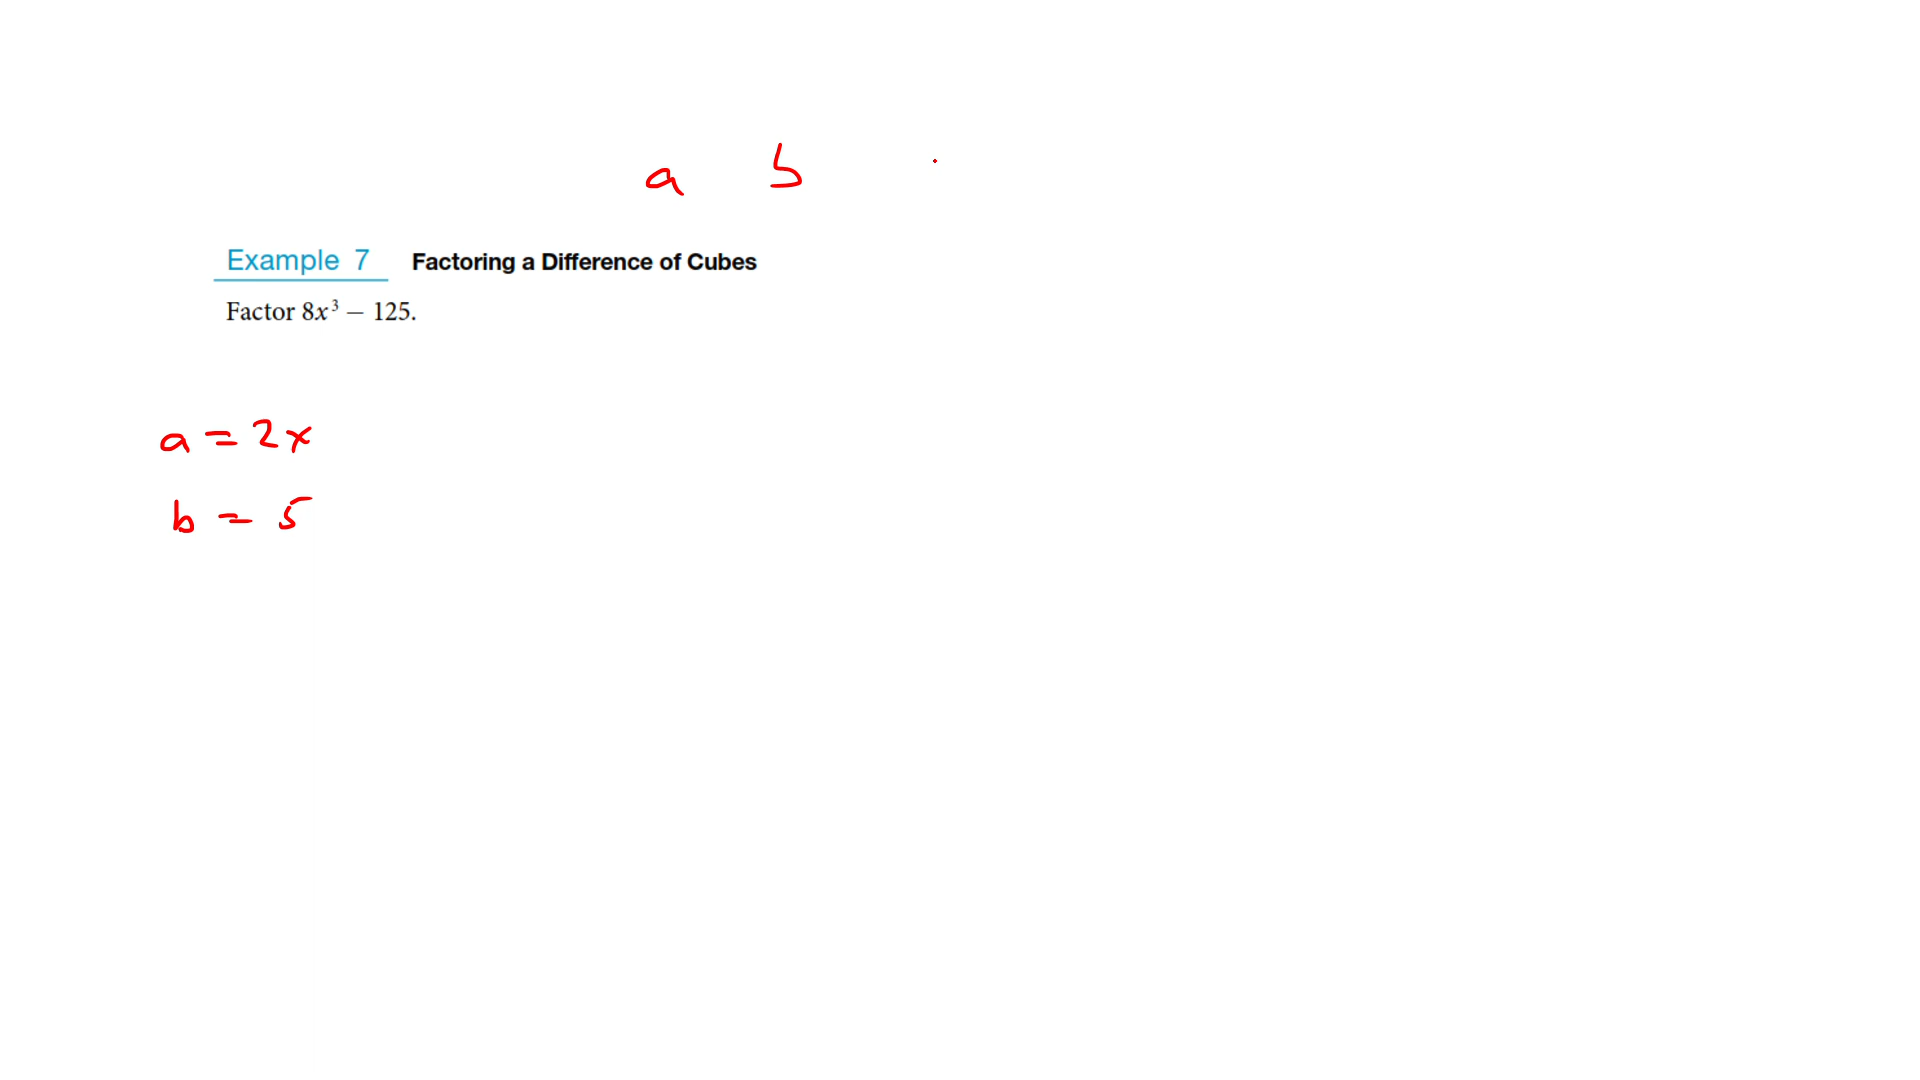 a b
Example 7 Factoring a Difference of Cubes
Factor 8x³ − 125.
a = 2x
b = 5